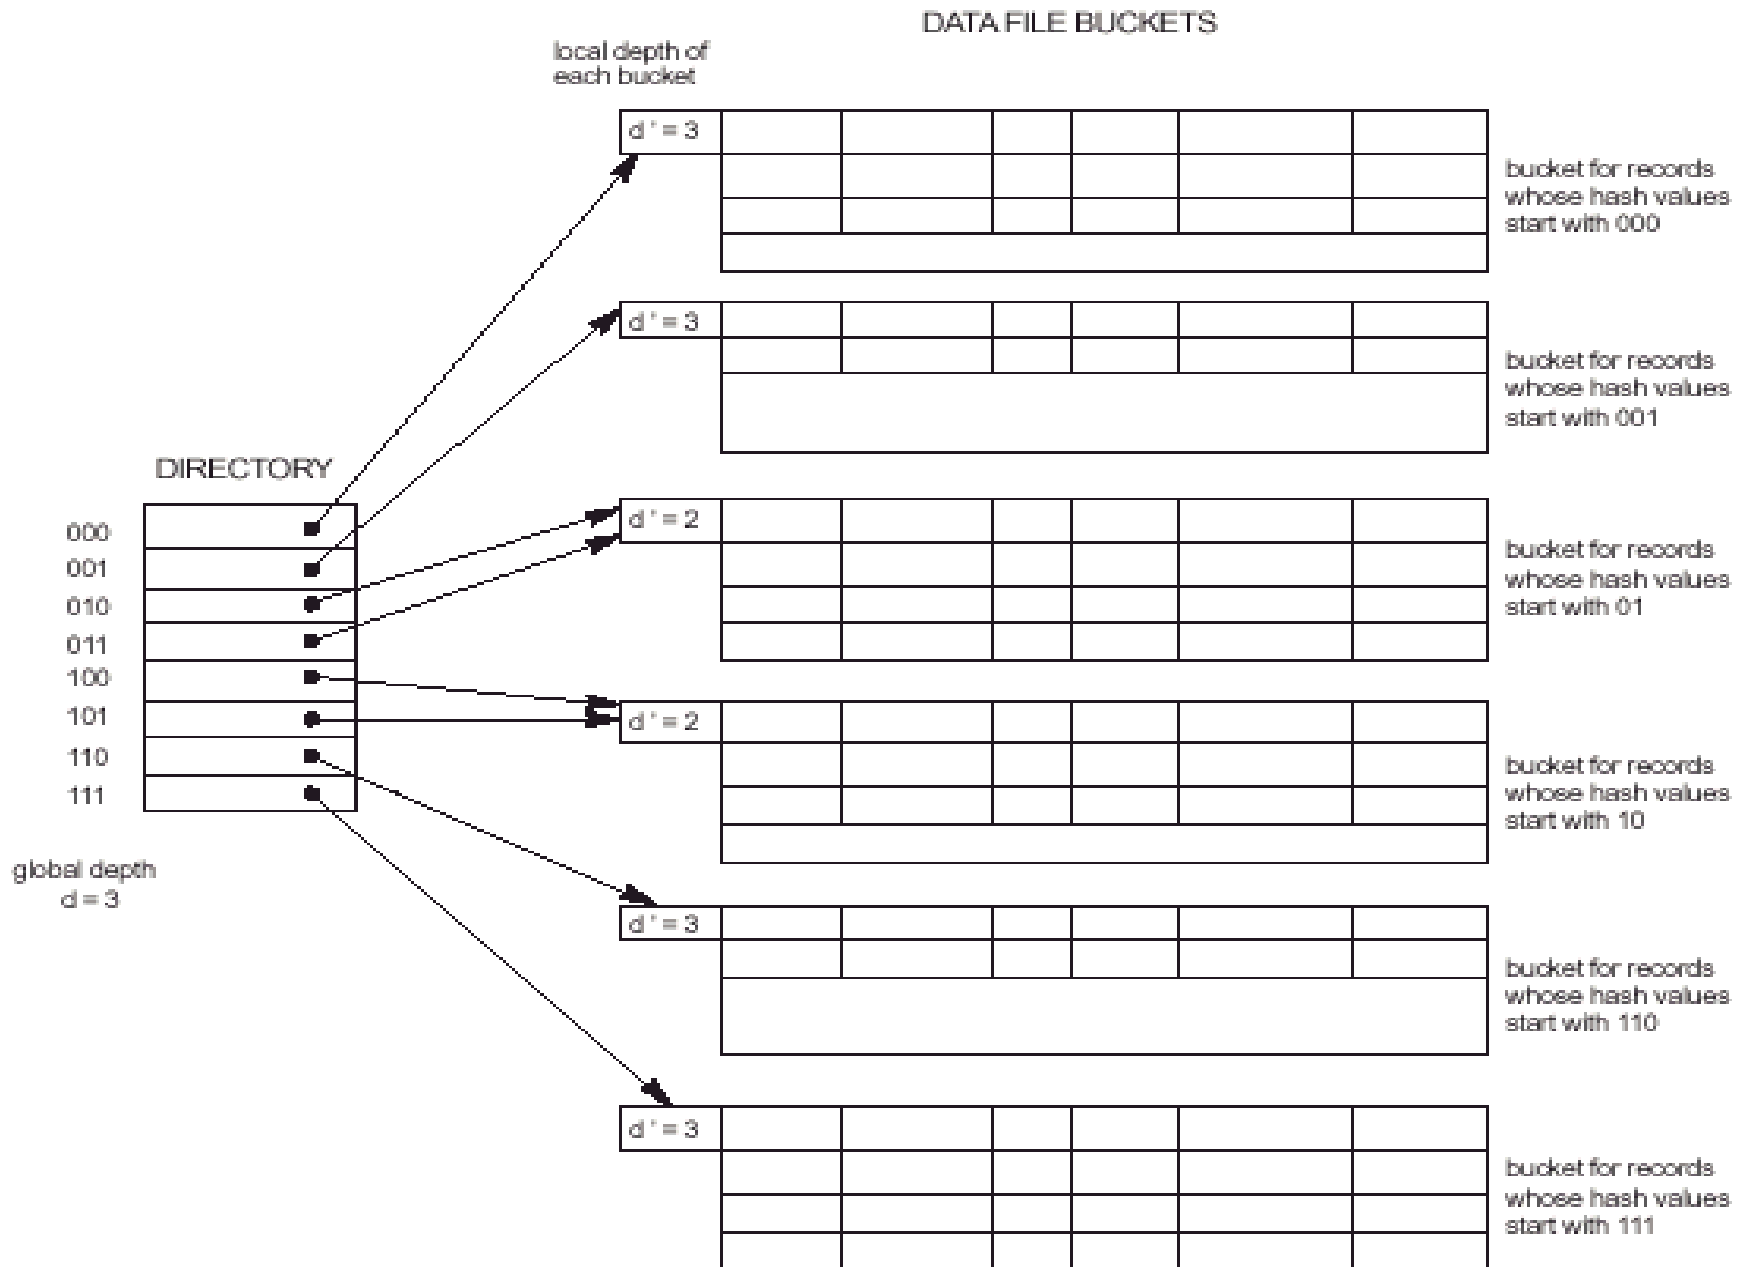 DATA FILE BUCKETS
local depth of
each bucket
d ' = 3
bucket for records
whose hash values
start with 000
d ' = 3
bucket for records
whose hash values
start with 001
DIRECTORY
000
001
010
011
100
101
110
111
global depth
d = 3
d ' = 2
bucket for records
whose hash values
start with 01
d ' = 2
bucket for records
whose hash values
start with 10
d ' = 3
bucket for records
whose hash values
start with 110
d ' = 3
bucket for records
whose hash values
start with 111